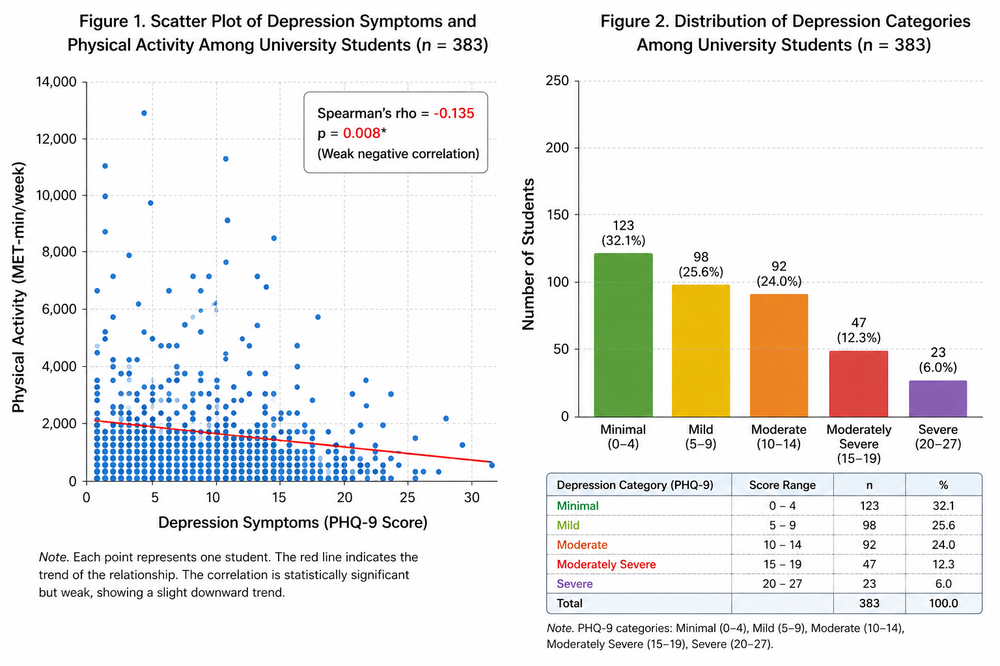 Figure 1. Scatter Plot of Depression Symptoms and
Physical Activity Among University Students (n = 383)
14,000
12,000
10,000
8,000
6,000
4,000
2,000
0
Physical Activity (MET-min/week)
Spearman's rho = -0.135
p = 0.008*
(Weak negative correlation)
0 5 10 15 20 25 30
Depression Symptoms (PHQ-9 Score)
Note. Each point represents one student. The red line indicates the
trend of the relationship. The correlation is statistically significant
but weak, showing a slight downward trend.
Figure 2. Distribution of Depression Categories
Among University Students (n = 383)
250
200
150
100
50
0
Number of Students
123
(32.1%)
98
(25.6%)
92
(24.0%)
47
(12.3%)
23
(6.0%)
Minimal
(0–4)
Mild
(5–9)
Moderate
(10–14)
Moderately
Severe
(15–19)
Severe
(20–27)
Depression Category (PHQ-9) Score Range n %
Minimal 0 – 4 123 32.1
Mild 5 – 9 98 25.6
Moderate 10 – 14 92 24.0
Moderately Severe 15 – 19 47 12.3
Severe 20 – 27 23 6.0
Total 383 100.0
Note. PHQ-9 categories: Minimal (0–4), Mild (5–9), Moderate (10–14),
Moderately Severe (15–19), Severe (20–27).